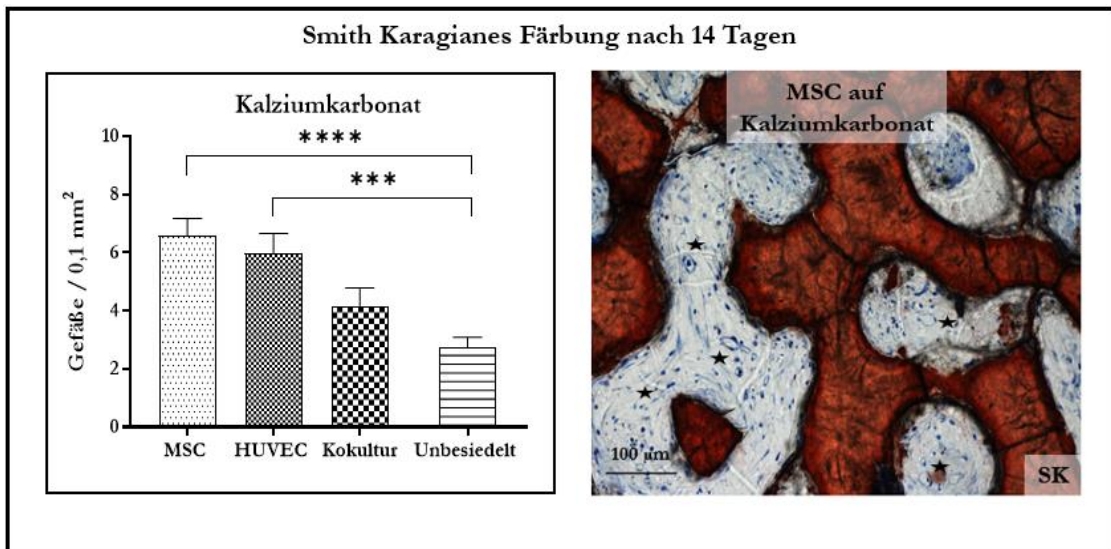 Smith Karagianes Färbung nach 14 Tagen
Kalziumkarbonat
10
8
6
4
2
0
Gefäße / 0,1 mm²
****
***
MSC
HUVEC
Kokultur
Unbesiedelt
MSC auf
Kalziumkarbonat
100 µm
SK